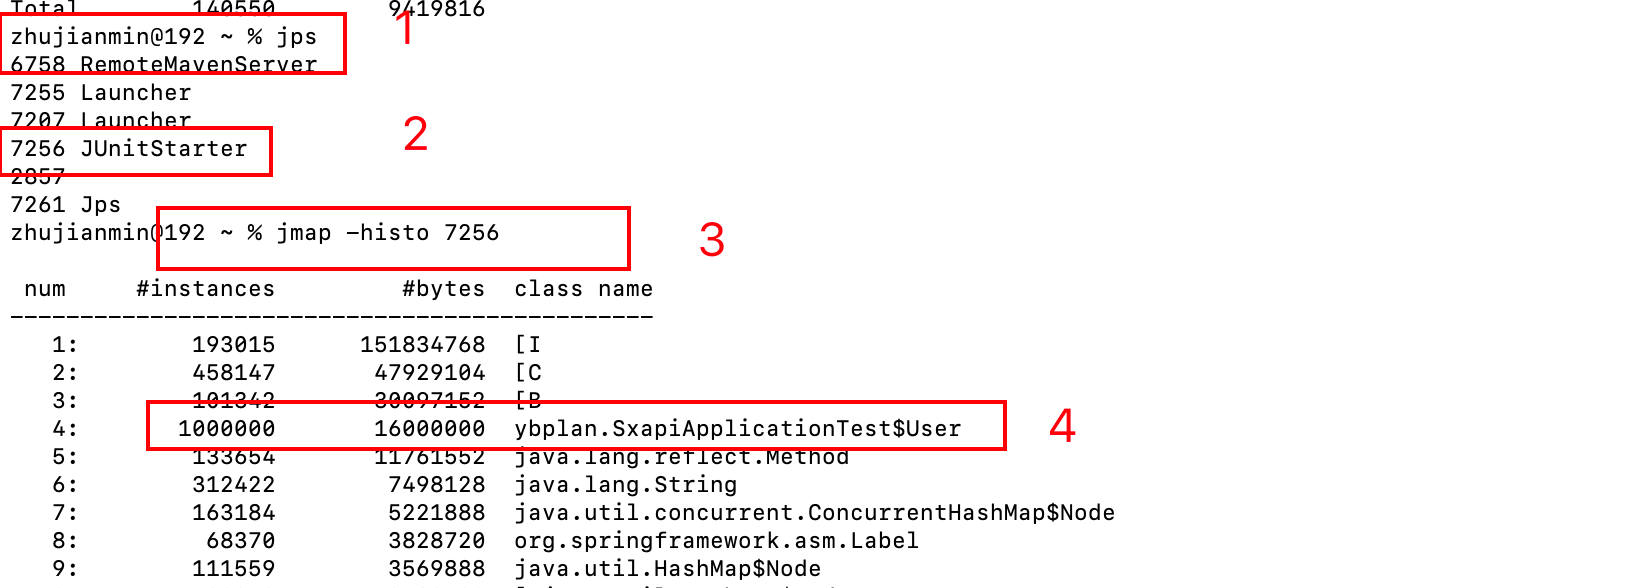 Total 140550 9419816
zhujianmin@192 ~ % jps
1
6758 RemoteMavenServer
7255 Launcher
7207 Launcher
2
7256 JUnitStarter
2857
7261 Jps
zhujianmin@192 ~ % jmap -histo 7256
3
num #instances #bytes class name
----------------------------------------------
1: 193015 151834768 [I
2: 458147 47929104 [C
3: 101342 30097152 [B
4: 1000000 16000000 ybplan.SxapiApplicationTest$User
4
5: 133654 11761552 java.lang.reflect.Method
6: 312422 7498128 java.lang.String
7: 163184 5221888 java.util.concurrent.ConcurrentHashMap$Node
8: 68370 3828720 org.springframework.asm.Label
9: 111559 3569888 java.util.HashMap$Node